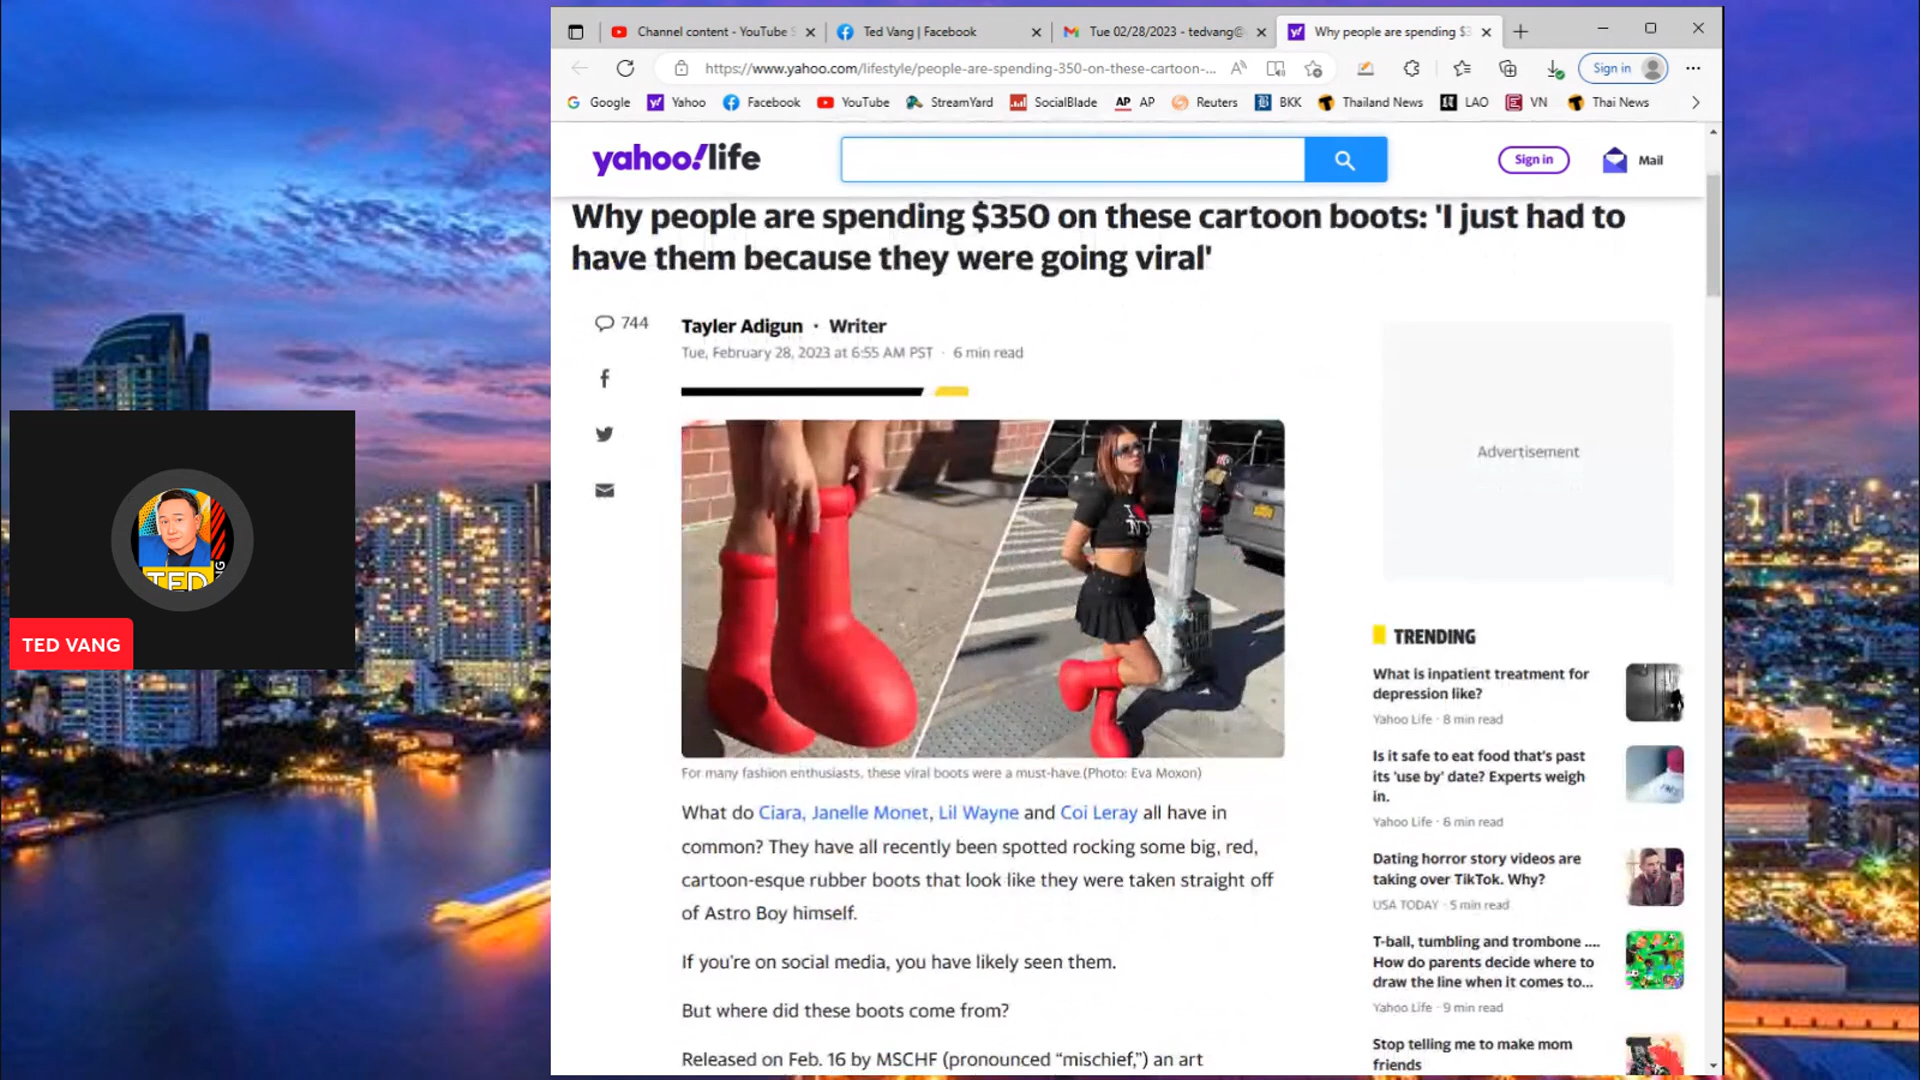 Channel content - YouTube S
Ted Vang | Facebook
Tue 02/28/2023 - tedvang@
Why people are spending $3
https://www.yahoo.com/lifestyle/people-are-spending-350-on-these-cartoon-...
Sign in
Google
Yahoo
Facebook
YouTube
StreamYard
SocialBlade
AP AP
Reuters
BKK
Thailand News
LAO
VN
Thai News
yahoo!life
Sign in
Mail
Why people are spending $350 on these cartoon boots: 'I just had to
have them because they were going viral'
744
Tayler Adigun · Writer
Tue, February 28, 2023 at 6:55 AM PST · 6 min read
I
NY
For many fashion enthusiasts, these viral boots were a must-have.(Photo: Eva Moxon)
What do Ciara, Janelle Monet, Lil Wayne and Coi Leray all have in
common? They have all recently been spotted rocking some big, red,
cartoon-esque rubber boots that look like they were taken straight off
of Astro Boy himself.
If you're on social media, you have likely seen them.
But where did these boots come from?
Released on Feb. 16 by MSCHF (pronounced “mischief,”) an art
Advertisement
TRENDING
What is inpatient treatment for
depression like?
Yahoo Life · 8 min read
Is it safe to eat food that's past
its 'use by' date? Experts weigh
in.
Yahoo Life · 6 min read
Dating horror story videos are
taking over TikTok. Why?
USA TODAY · 5 min read
T-ball, tumbling and trombone ....
How do parents decide where to
draw the line when it comes to...
Yahoo Life · 9 min read
Stop telling me to make mom
friends
TED
TED VANG